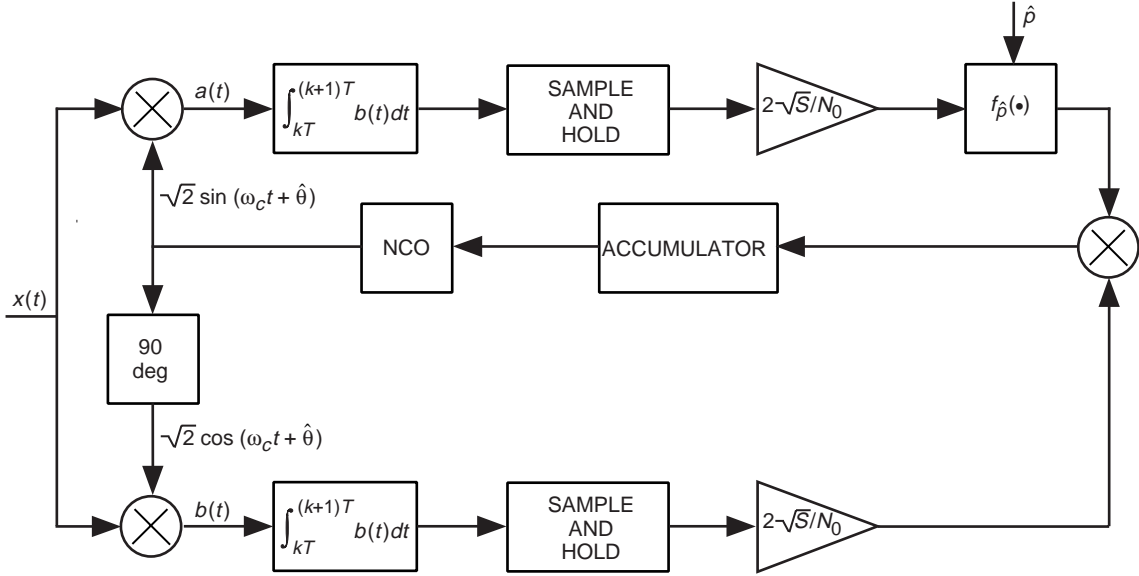 p̂
a(t)
∫_{kT}^{(k+1)T} b(t)dt
SAMPLE
AND
HOLD
2√S/N₀
f_p̂(•)
√2 sin (ω_c t + θ̂)
NCO
ACCUMULATOR
x(t)
90
deg
√2 cos (ω_c t + θ̂)
b(t)
∫_{kT}^{(k+1)T} b(t)dt
SAMPLE
AND
HOLD
2√S/N₀